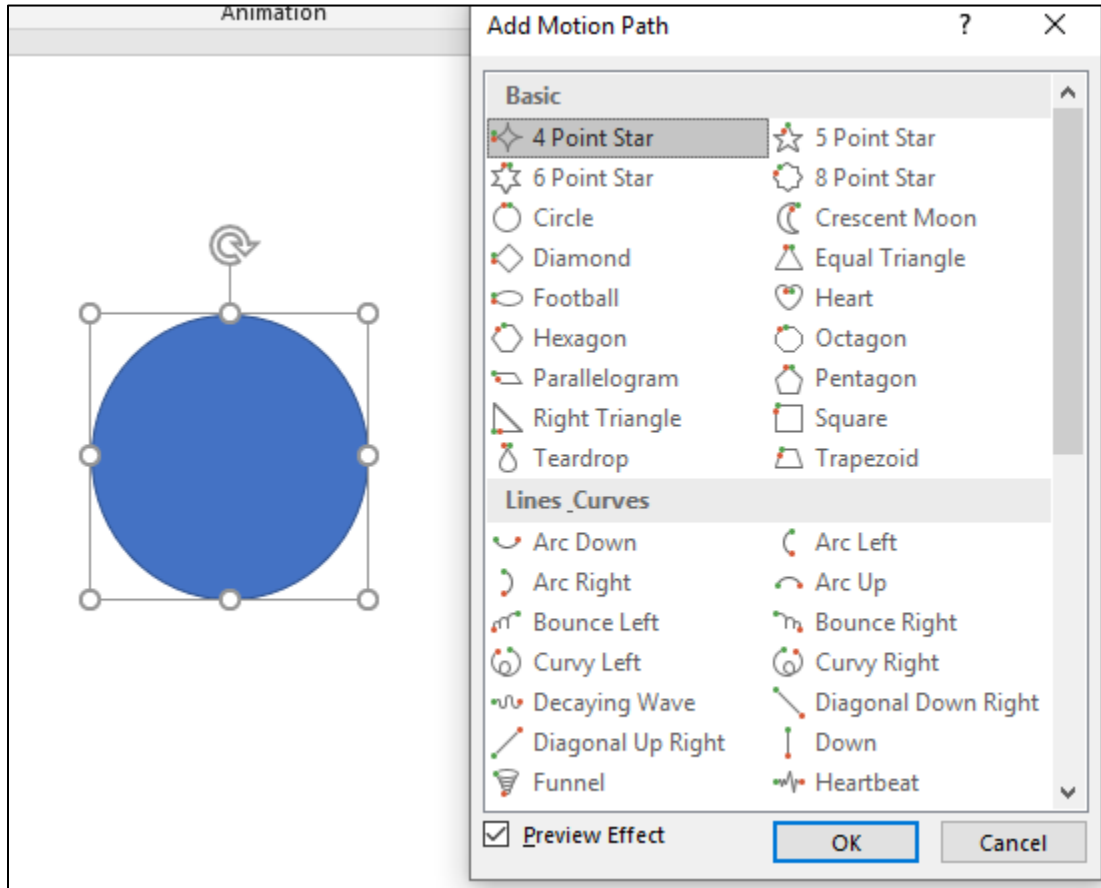 Animation
Add Motion Path ?
Basic
4 Point Star 5 Point Star
6 Point Star 8 Point Star
Circle Crescent Moon
Diamond Equal Triangle
Football Heart
Hexagon Octagon
Parallelogram Pentagon
Right Triangle Square
Teardrop Trapezoid
Lines_Curves
Arc Down Arc Left
Arc Right Arc Up
Bounce Left Bounce Right
Curvy Left Curvy Right
Decaying Wave Diagonal Down Right
Diagonal Up Right Down
Funnel Heartbeat
Preview Effect OK Cancel